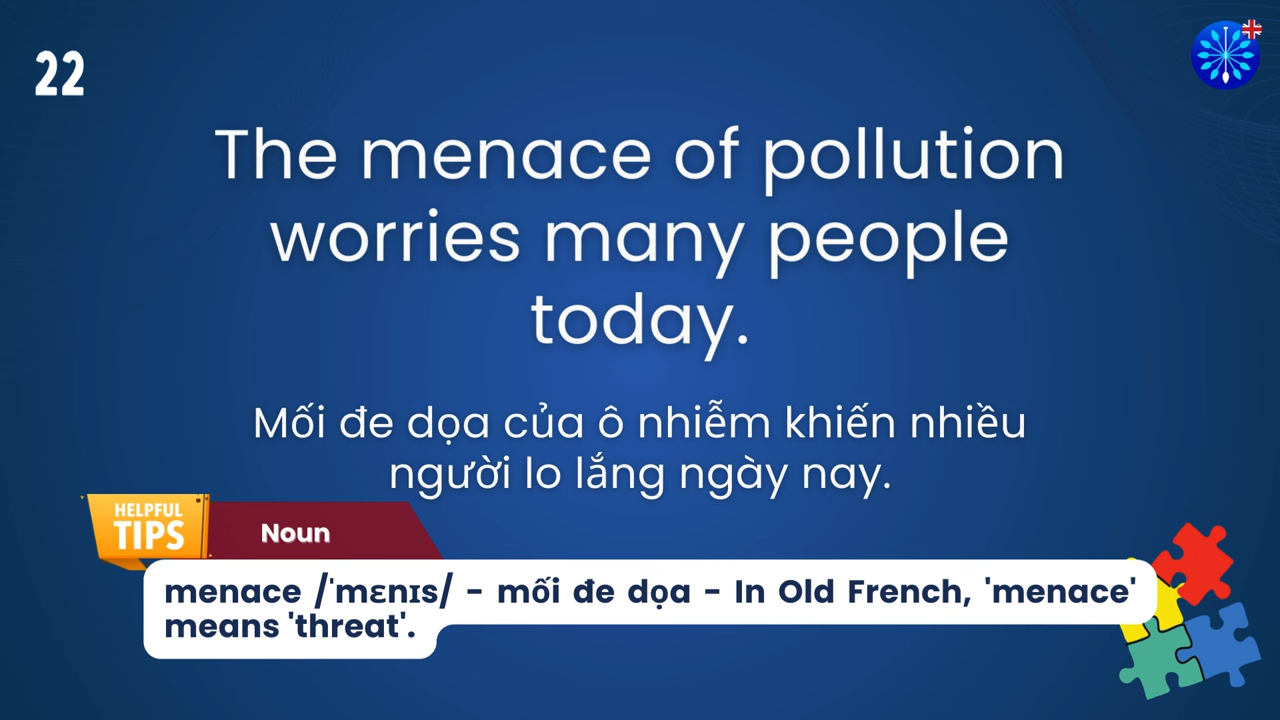 22
The menace of pollution
worries many people
today.
Mối đe dọa của ô nhiễm khiến nhiều
người lo lắng ngày nay.
HELPFUL
TIPS
Noun
menace /ˈmɛnɪs/ - mối đe dọa - In Old French, 'menace'
means 'threat'.